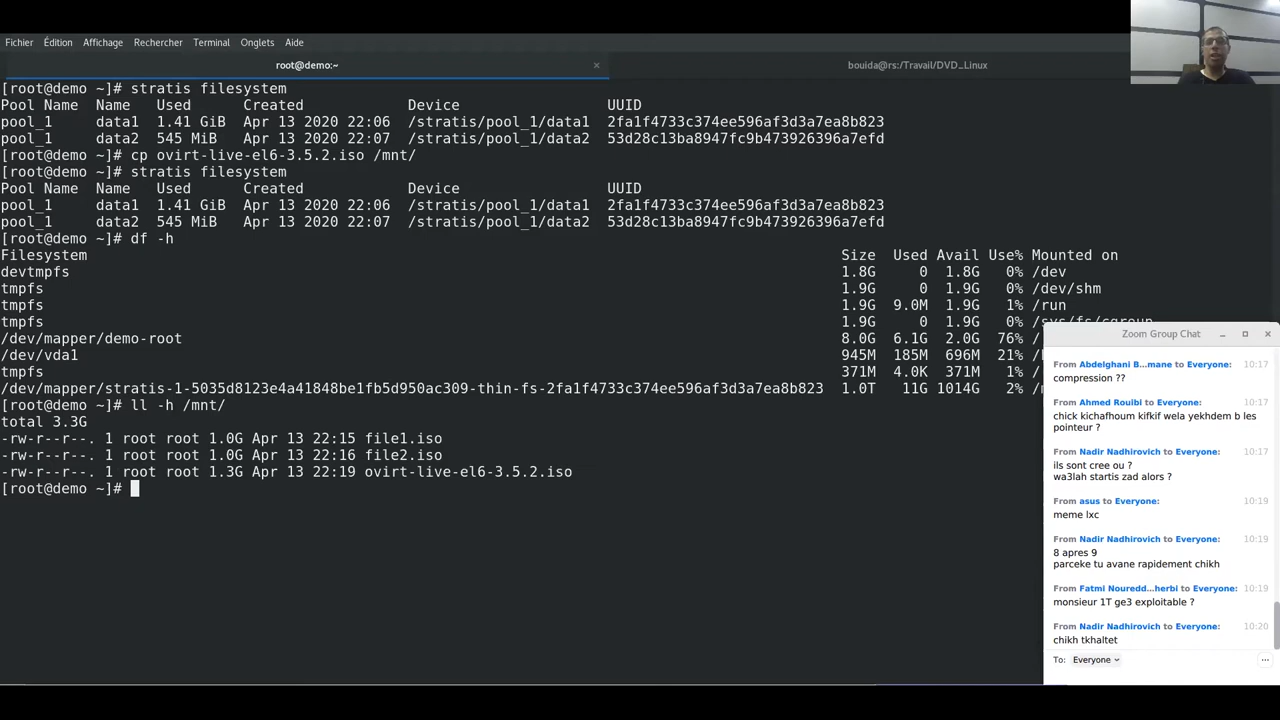 Fichier Édition Affichage Rechercher Terminal Onglets Aide
root@demo:~ × bouida@rs:/Travail/DVD_Linux
[root@demo ~]# stratis filesystem
Pool Name Name Used Created Device UUID
pool_1 data1 1.41 GiB Apr 13 2020 22:06 /stratis/pool_1/data1 2fa1f4733c374ee596af3d3a7ea8b823
pool_1 data2 545 MiB Apr 13 2020 22:07 /stratis/pool_1/data2 53d28c13ba8947fc9b473926396a7efd
[root@demo ~]# cp ovirt-live-el6-3.5.2.iso /mnt/
[root@demo ~]# stratis filesystem
Pool Name Name Used Created Device UUID
pool_1 data1 1.41 GiB Apr 13 2020 22:06 /stratis/pool_1/data1 2fa1f4733c374ee596af3d3a7ea8b823
pool_1 data2 545 MiB Apr 13 2020 22:07 /stratis/pool_1/data2 53d28c13ba8947fc9b473926396a7efd
[root@demo ~]# df -h
Filesystem Size Used Avail Use% Mounted on
devtmpfs 1.8G 0 1.8G 0% /dev
tmpfs 1.9G 0 1.9G 0% /dev/shm
tmpfs 1.9G 9.0M 1.9G 1% /run
tmpfs 1.9G 0 1.9G 0% /sys/fs/cgroup
/dev/mapper/demo-root 8.0G 6.1G 2.0G 76% /
/dev/vda1 945M 185M 696M 21% /
tmpfs 371M 4.0K 371M 1% /
/dev/mapper/stratis-1-5035d8123e4a41848be1fb5d950ac309-thin-fs-2fa1f4733c374ee596af3d3a7ea8b823 1.0T 11G 1014G 2% /
[root@demo ~]# ll -h /mnt/
total 3.3G
-rw-r--r--. 1 root root 1.0G Apr 13 22:15 file1.iso
-rw-r--r--. 1 root root 1.0G Apr 13 22:16 file2.iso
-rw-r--r--. 1 root root 1.3G Apr 13 22:19 ovirt-live-el6-3.5.2.iso
[root@demo ~]#
Zoom Group Chat
From Abdelghani B...mane to Everyone: 10:17
compression ??
From Ahmed Rouibi to Everyone: 10:17
chick kichafhoum kifkif wela yekhdem b les
pointeur ?
From Nadir Nadhirovich to Everyone: 10:17
ils sont cree ou ?
wa3lah startis zad alors ?
From asus to Everyone: 10:19
meme lxc
From Nadir Nadhirovich to Everyone: 10:19
8 apres 9
parceke tu avane rapidement chikh
From Fatmi Nouredd...herbi to Everyone: 10:19
monsieur 1T ge3 exploitable ?
From Nadir Nadhirovich to Everyone: 10:20
chikh tkhaltet
To: Everyone ...